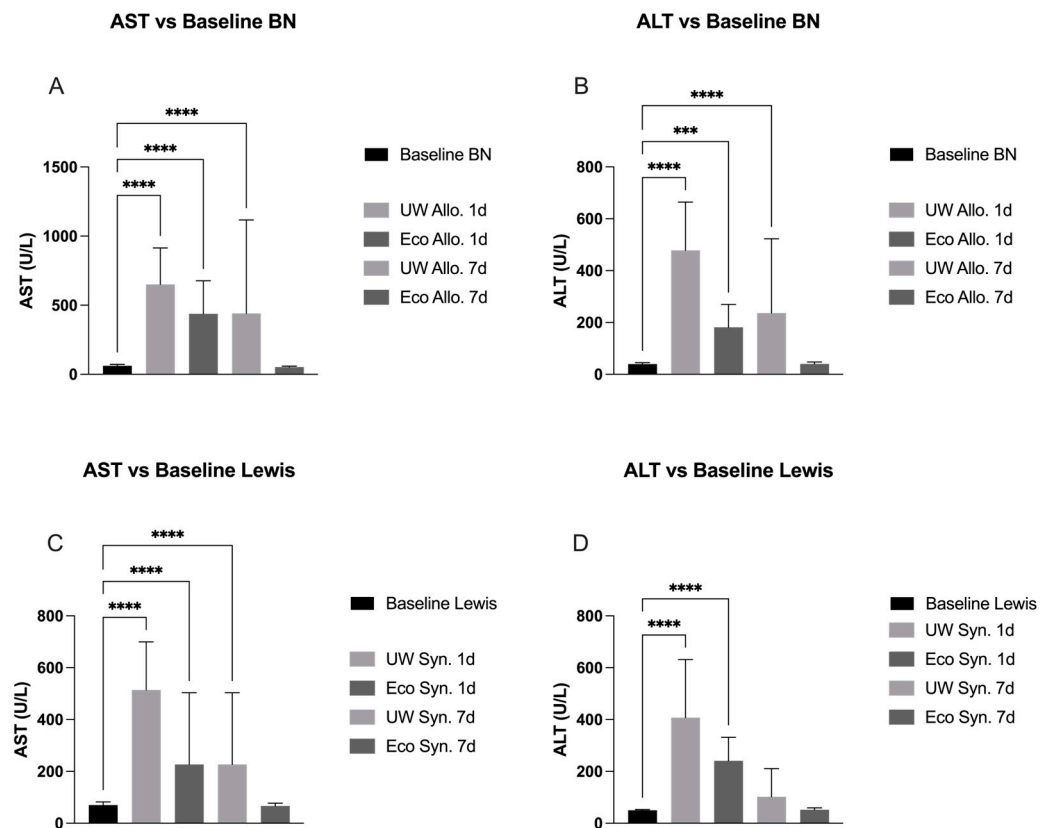 AST vs Baseline BN
A
****
****
****
1500
1000
500
0
AST (U/L)
Baseline BN
UW Allo. 1d
Eco Allo. 1d
UW Allo. 7d
Eco Allo. 7d
ALT vs Baseline BN
B
****
***
****
800
600
400
200
0
ALT (U/L)
Baseline BN
UW Allo. 1d
Eco Allo. 1d
UW Allo. 7d
Eco Allo. 7d
AST vs Baseline Lewis
C
****
****
****
800
600
400
200
0
AST (U/L)
Baseline Lewis
UW Syn. 1d
Eco Syn. 1d
UW Syn. 7d
Eco Syn. 7d
ALT vs Baseline Lewis
D
****
****
800
600
400
200
0
ALT (U/L)
Baseline Lewis
UW Syn. 1d
Eco Syn. 1d
UW Syn. 7d
Eco Syn. 7d